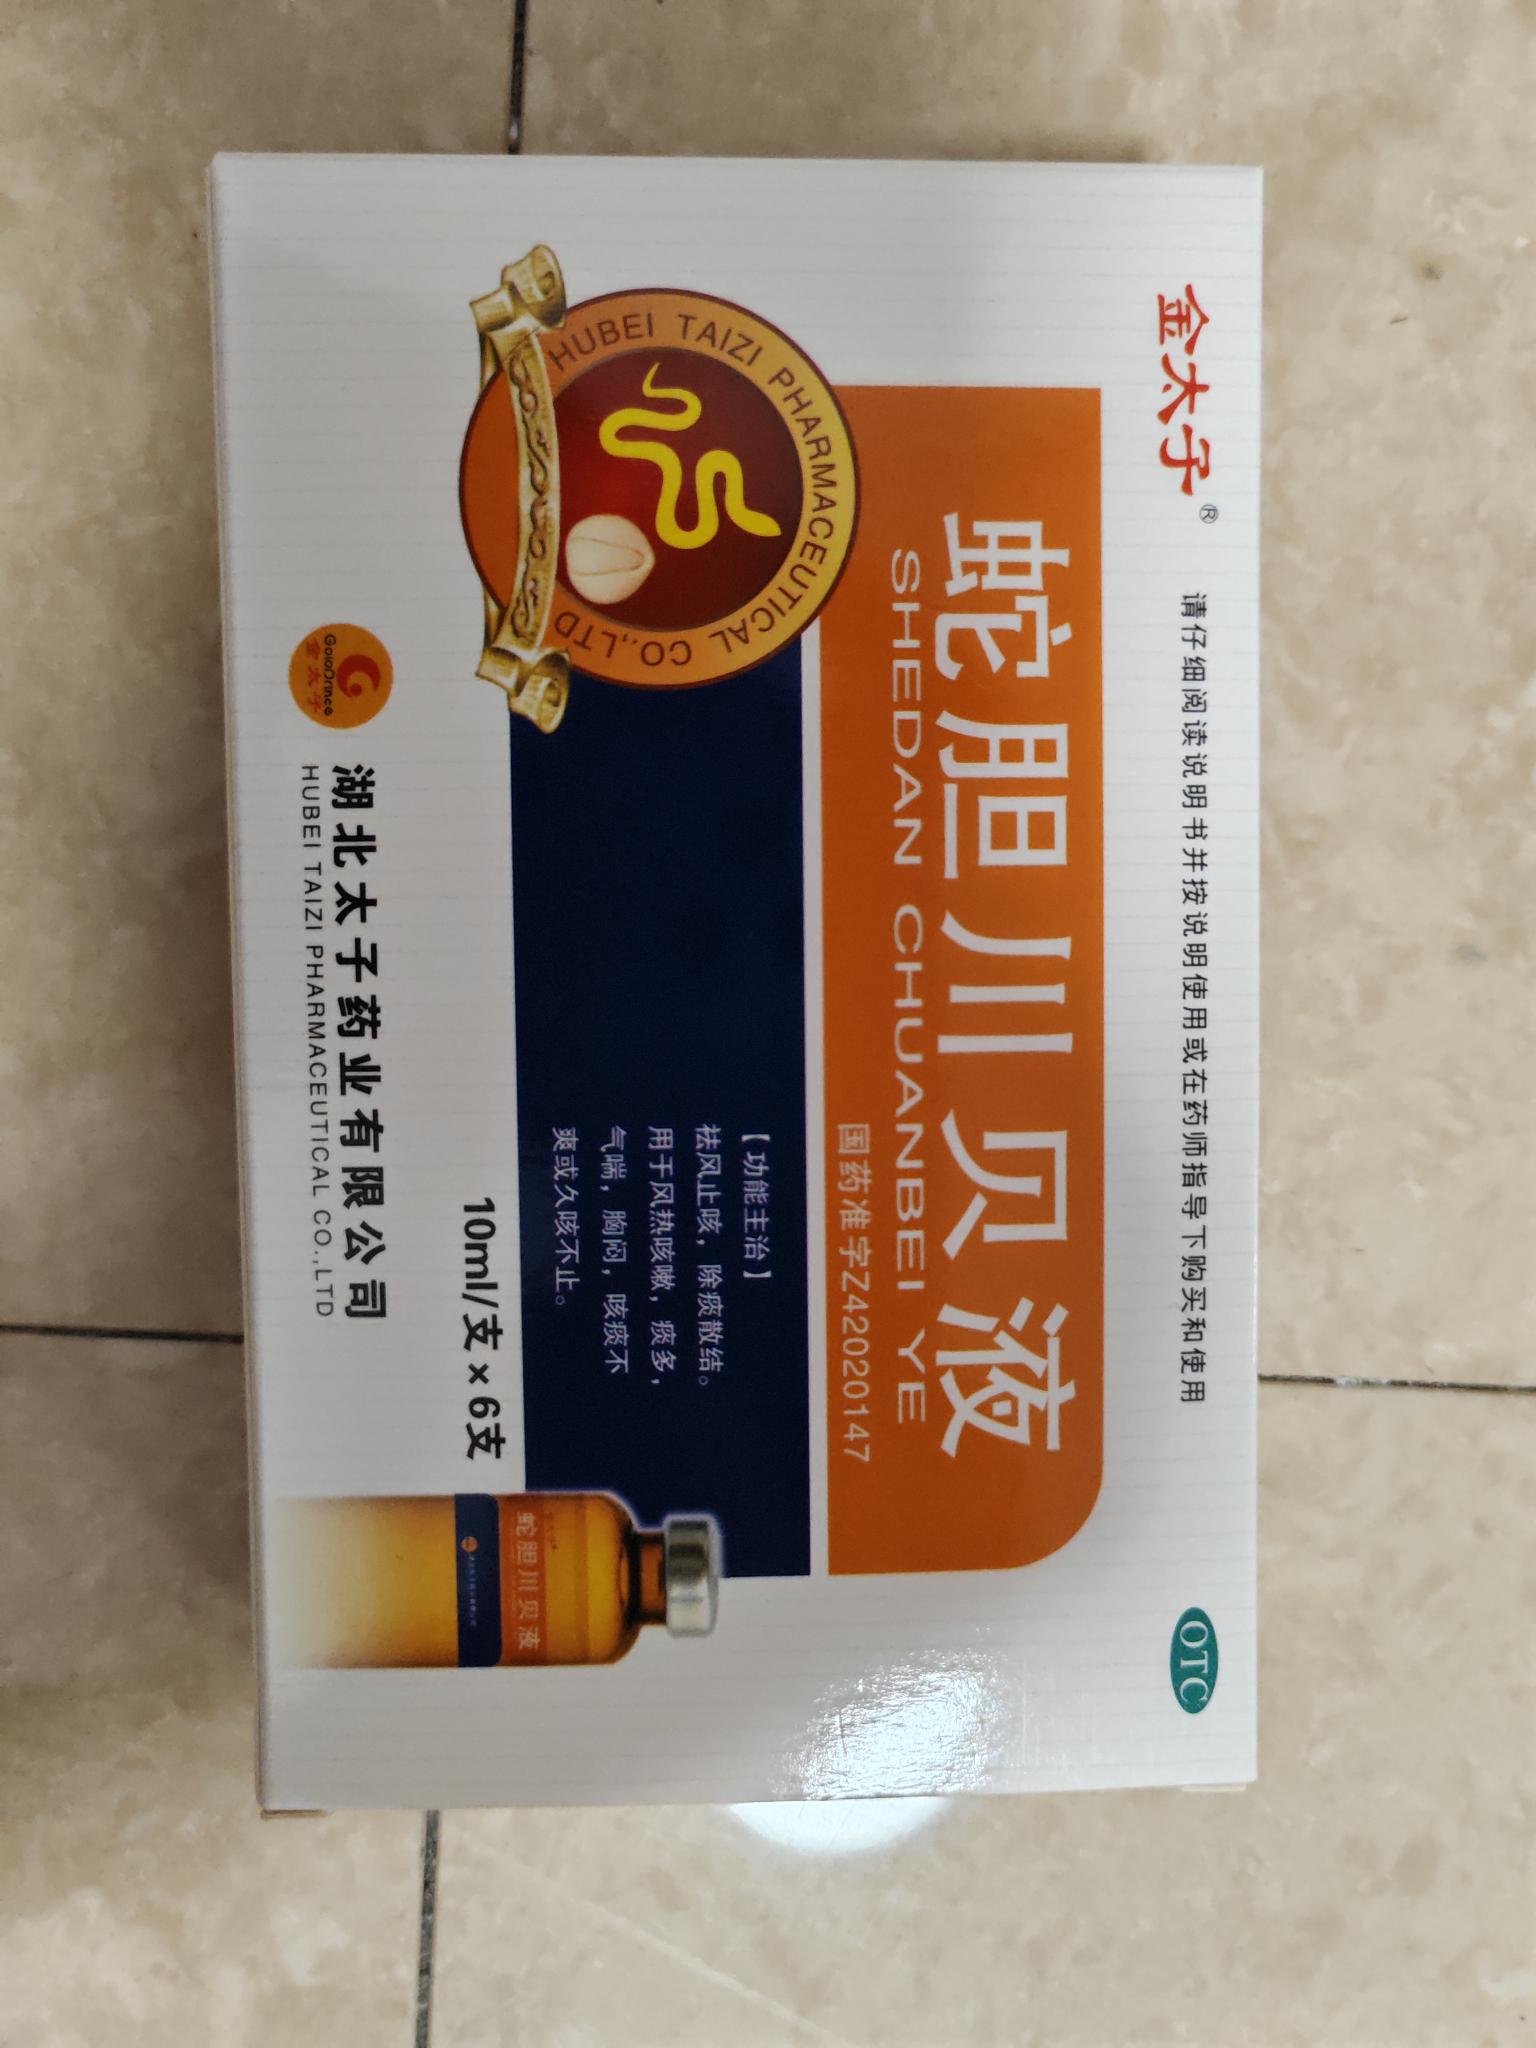 金太子®
请仔细阅读说明书并按说明使用或在药师指导下购买和使用
OTC
蛇胆川贝液
SHEDAN CHUANBEI YE
国药准字Z42020147
HUBEI TAIZI PHARMACEUTICAL CO.,LTD
【功能主治】
祛风止咳，除痰散结。
用于风热咳嗽，痰多，
气喘，胸闷，咳痰不
爽或久咳不止。
10ml/支×6支
蛇胆川贝液
金太子
湖北太子药业有限公司
HUBEI TAIZI PHARMACEUTICAL CO.,LTD